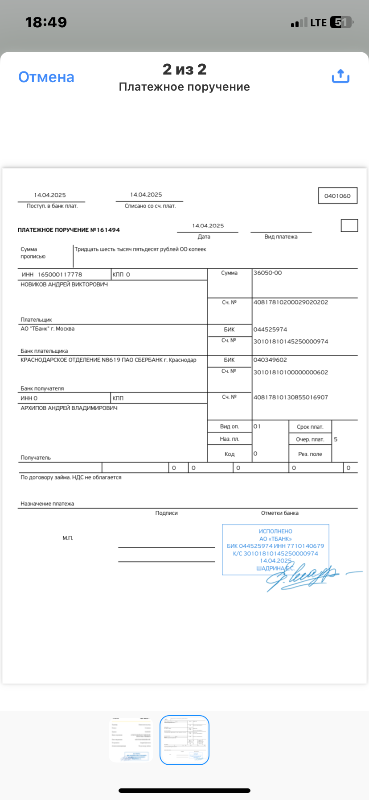 18:49
LTE 51
Отмена
2 из 2
Платежное поручение
14.04.2025
14.04.2025
0401060
Поступ. в банк плат.
Списано со сч. плат.
ПЛАТЕЖНОЕ ПОРУЧЕНИЕ №161494
14.04.2025
Дата
Вид платежа
Сумма прописью
Тридцать шесть тысяч пятьдесят рублей 00 копеек
ИНН 165000117778
КПП 0
Сумма
36050-00
НОВИКОВ АНДРЕЙ ВИКТОРОВИЧ
Сч. №
40817810200029020202
Плательщик
АО "ТБанк" г. Москва
БИК
044525974
Сч. №
30101810145250000974
Банк плательщика
КРАСНОДАРСКОЕ ОТДЕЛЕНИЕ N8619 ПАО СБЕРБАНК г. Краснодар
БИК
040349602
Сч. №
30101810100000000602
Банк получателя
ИНН 0
КПП
Сч. №
40817810130855016907
АРХИПОВ АНДРЕЙ ВЛАДИМИРОВИЧ
Вид оп.
01
Срок плат.
Наз. пл.
Очер. плат.
5
Получатель
Код
0
Рез. поле
0
0
0
0
0
По договору займа. НДС не облагается
Назначение платежа
Подписи
Отметки банка
М.П.
ИСПОЛНЕНО
АО «ТБАНК»
БИК 044525974 ИНН 7710140679
К/С 30101810145250000974
14.04.2025
ШАДРИНА